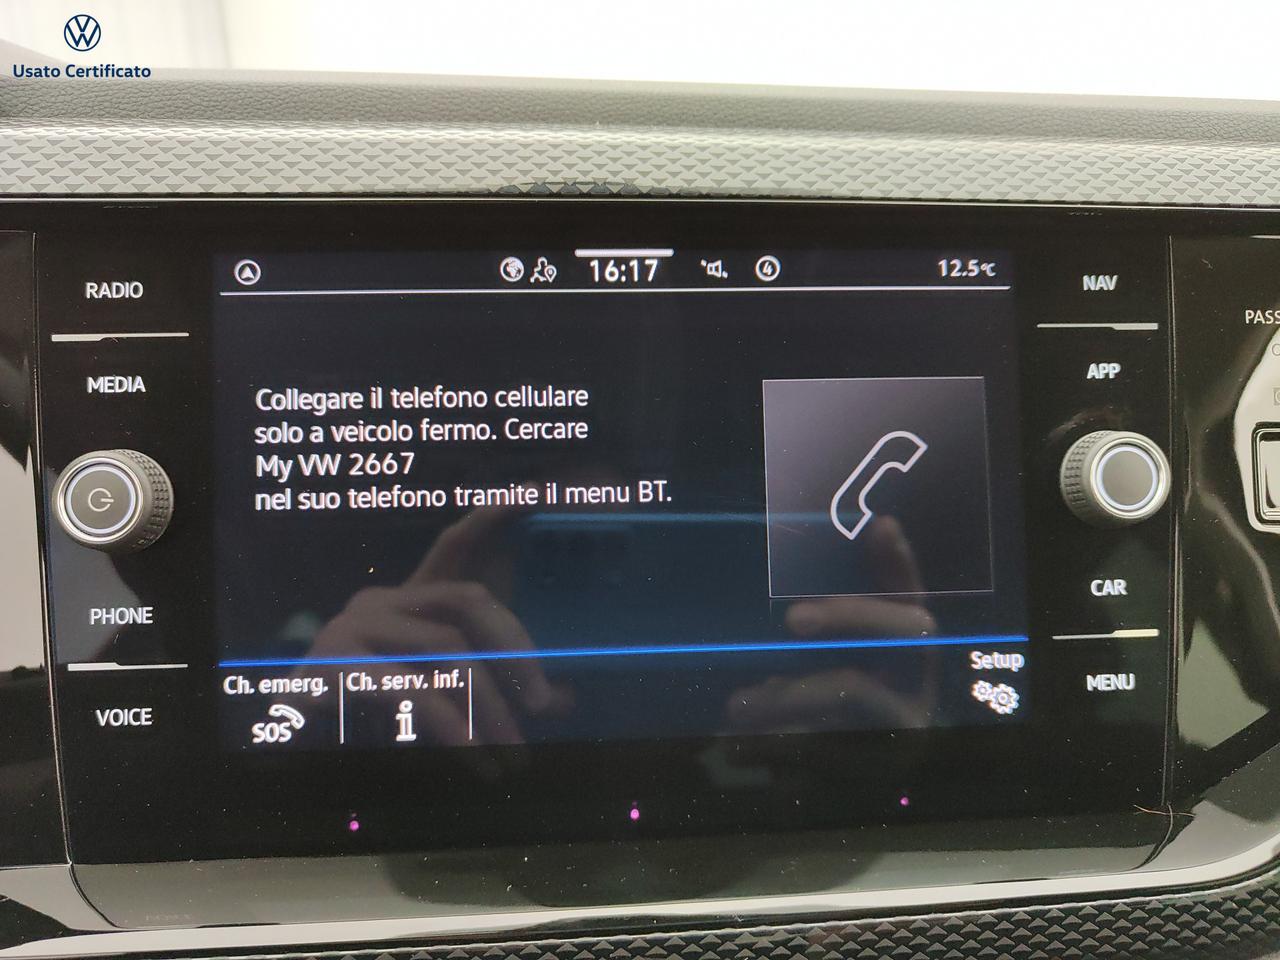 Usato Certificato
RADIO
MEDIA
PHONE
VOICE
16:17
4
12.5°C
Collegare il telefono cellulare
solo a veicolo fermo. Cercare
My VW 2667
nel suo telefono tramite il menu BT.
Ch. emerg.
SOS
Ch. serv. inf.
i
Setup
NAV
APP
CAR
MENU
PASS